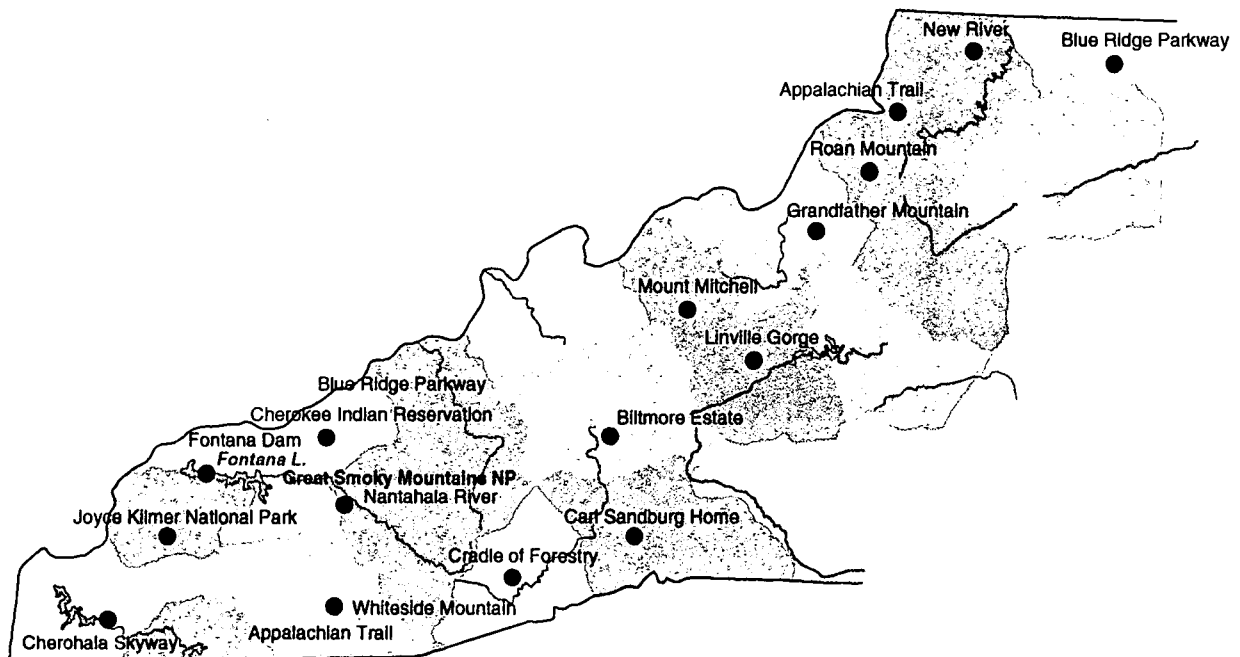 New River
Blue Ridge Parkway
Appalachian Trail
Roan Mountain
Grandfather Mountain
Mount Mitchell
Linville Gorge
Blue Ridge Parkway
Cherokee Indian Reservation
Biltmore Estate
Fontana Dam
Fontana L.
Great Smoky Mountains NP
Nantahala River
Joyce Kilmer National Park
Carl Sandburg Home
Cradle of Forestry
Whiteside Mountain
Appalachian Trail
Cherohala Skyway